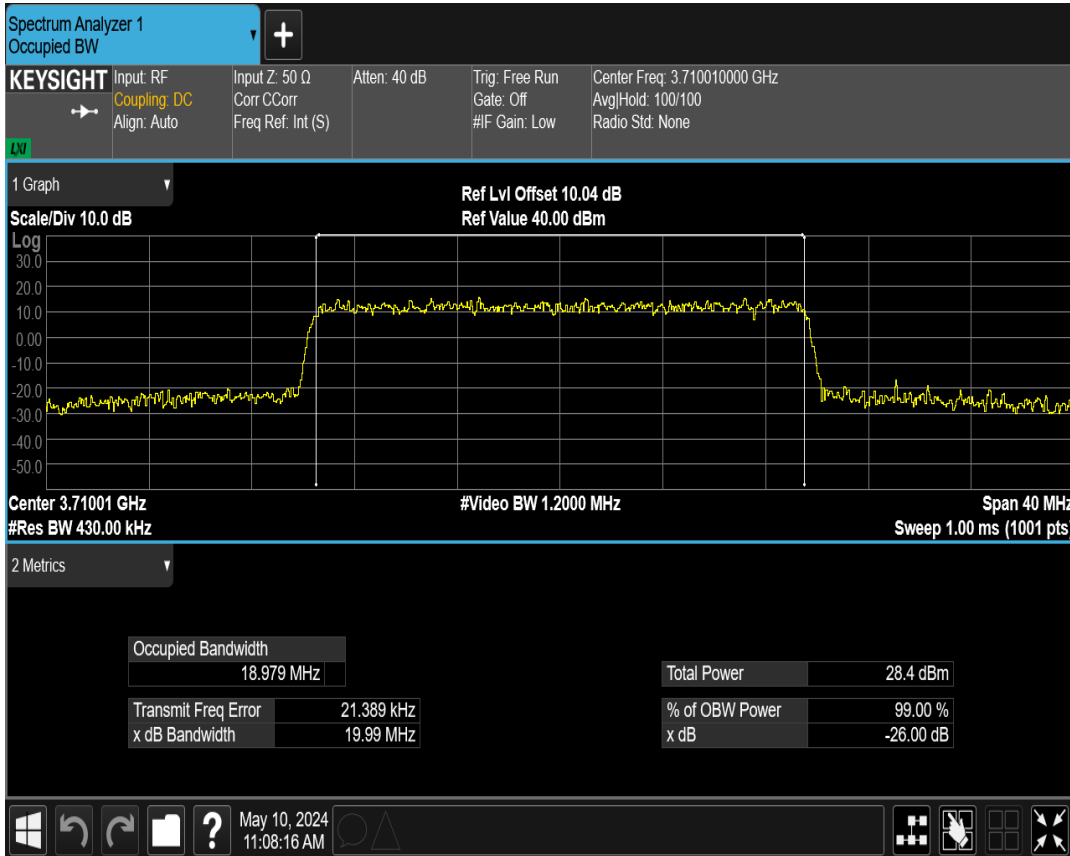 Spectrum Analyzer 1
Occupied BW
KEYSIGHT
LXI
Input: RF
Coupling: DC
Align: Auto
Input Z: 50 Ω
Corr CCorr
Freq Ref: Int (S)
Atten: 40 dB
Trig: Free Run
Gate: Off
#IF Gain: Low
Center Freq: 3.710010000 GHz
Avg|Hold: 100/100
Radio Std: None
1 Graph
Ref Lvl Offset 10.04 dB
Scale/Div 10.0 dB
Ref Value 40.00 dBm
Log
30.0
20.0
10.0
0.00
-10.0
-20.0
-30.0
-40.0
-50.0
Center 3.71001 GHz
#Video BW 1.2000 MHz
Span 40 MHz
#Res BW 430.00 kHz
Sweep 1.00 ms (1001 pts)
2 Metrics
Occupied Bandwidth
18.979 MHz
Total Power 28.4 dBm
Transmit Freq Error 21.389 kHz
% of OBW Power 99.00 %
x dB Bandwidth 19.99 MHz
x dB -26.00 dB
May 10, 2024
11:08:16 AM